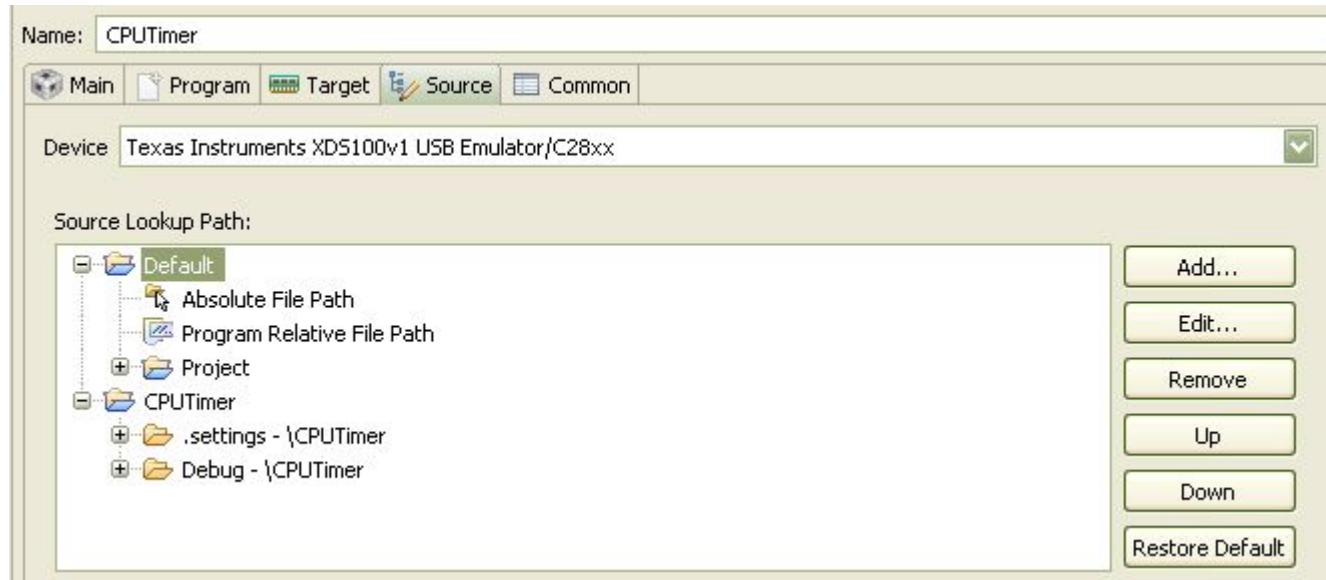 Name: CPUTimer
Main Program Target Source Common
Device Texas Instruments XDS100v1 USB Emulator/C28xx
Source Lookup Path:
Default
Absolute File Path
Program Relative File Path
Project
CPUTimer
.settings - \CPUTimer
Debug - \CPUTimer
Add...
Edit...
Remove
Up
Down
Restore Default